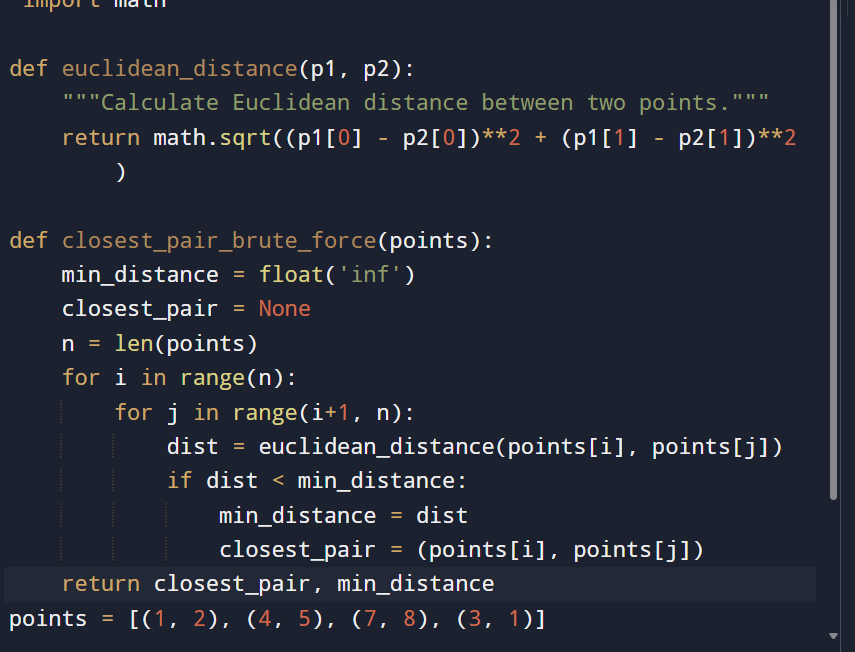 import math

def euclidean_distance(p1, p2):
    """Calculate Euclidean distance between two points."""
    return math.sqrt((p1[0] - p2[0])**2 + (p1[1] - p2[1])**2
        )

def closest_pair_brute_force(points):
    min_distance = float('inf')
    closest_pair = None
    n = len(points)
    for i in range(n):
        for j in range(i+1, n):
            dist = euclidean_distance(points[i], points[j])
            if dist < min_distance:
                min_distance = dist
                closest_pair = (points[i], points[j])
    return closest_pair, min_distance
points = [(1, 2), (4, 5), (7, 8), (3, 1)]